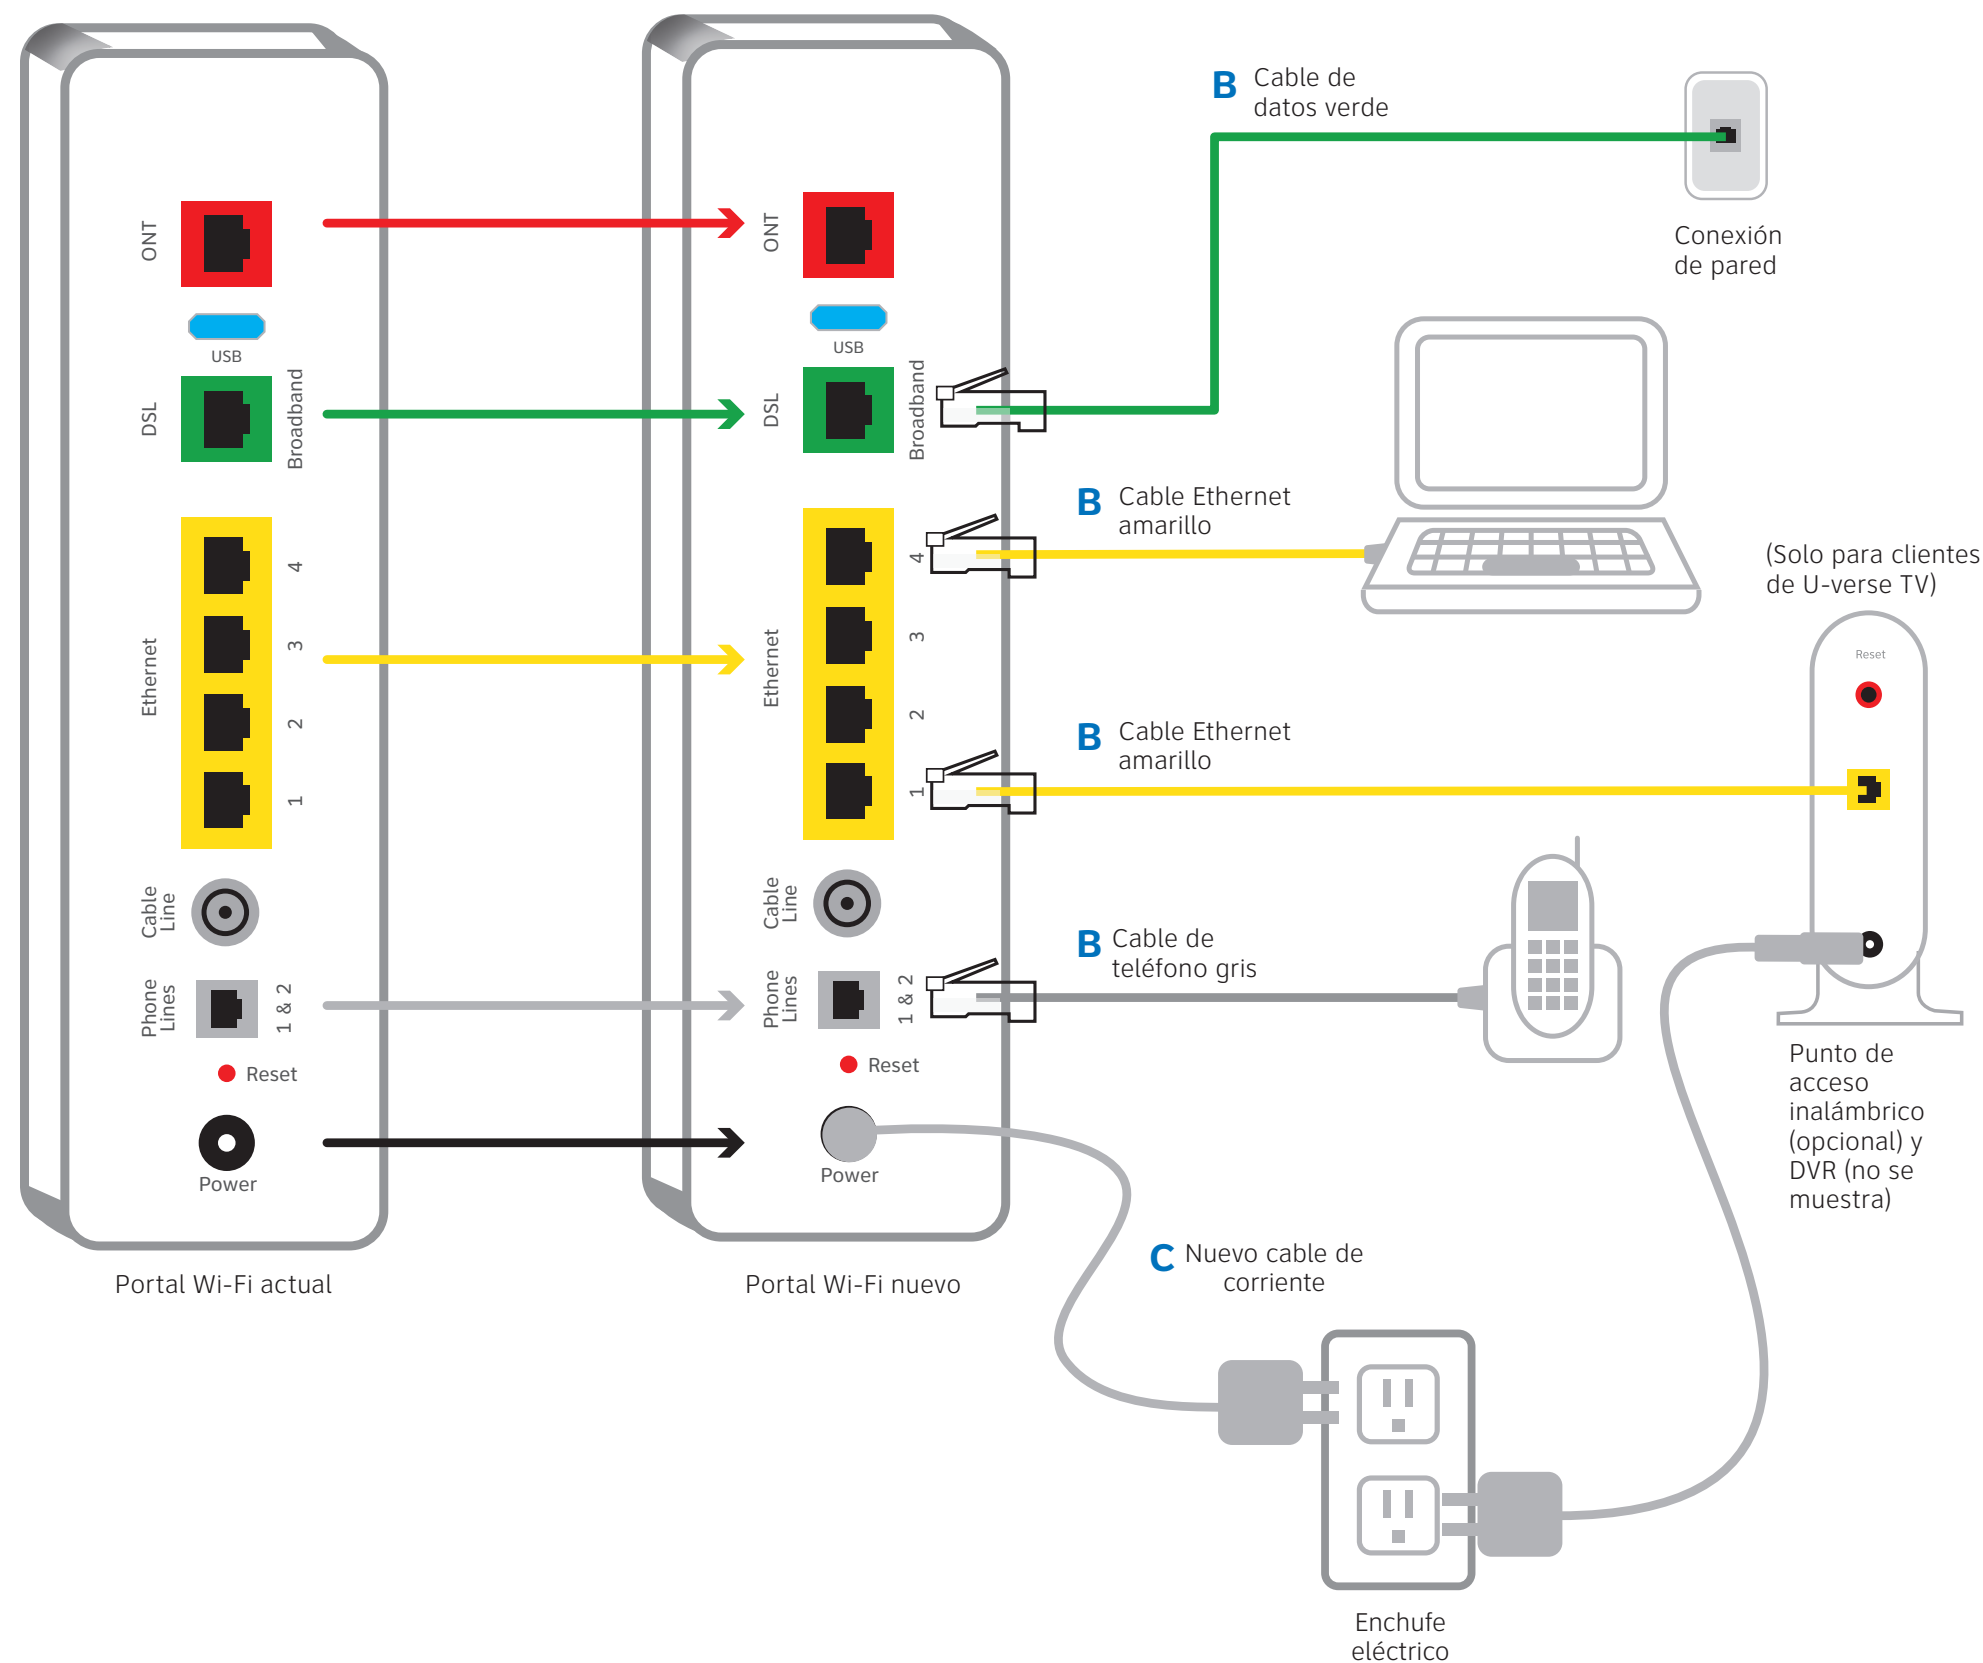 ONT
USB
DSL
Broadband
Ethernet
4
3
2
1
Cable
Line
Phone
Lines
1 & 2
Reset
Power
Portal Wi-Fi actual
ONT
USB
DSL
Broadband
Ethernet
4
3
2
1
Cable
Line
Phone
Lines
1 & 2
Reset
Power
Portal Wi-Fi nuevo
B Cable de
datos verde
Conexión
de pared
B Cable Ethernet
amarillo
(Solo para clientes
de U-verse TV)
Reset
B Cable Ethernet
amarillo
B Cable de
teléfono gris
Punto de
acceso
inalámbrico
(opcional) y
DVR (no se
muestra)
C Nuevo cable de
corriente
Enchufe
eléctrico